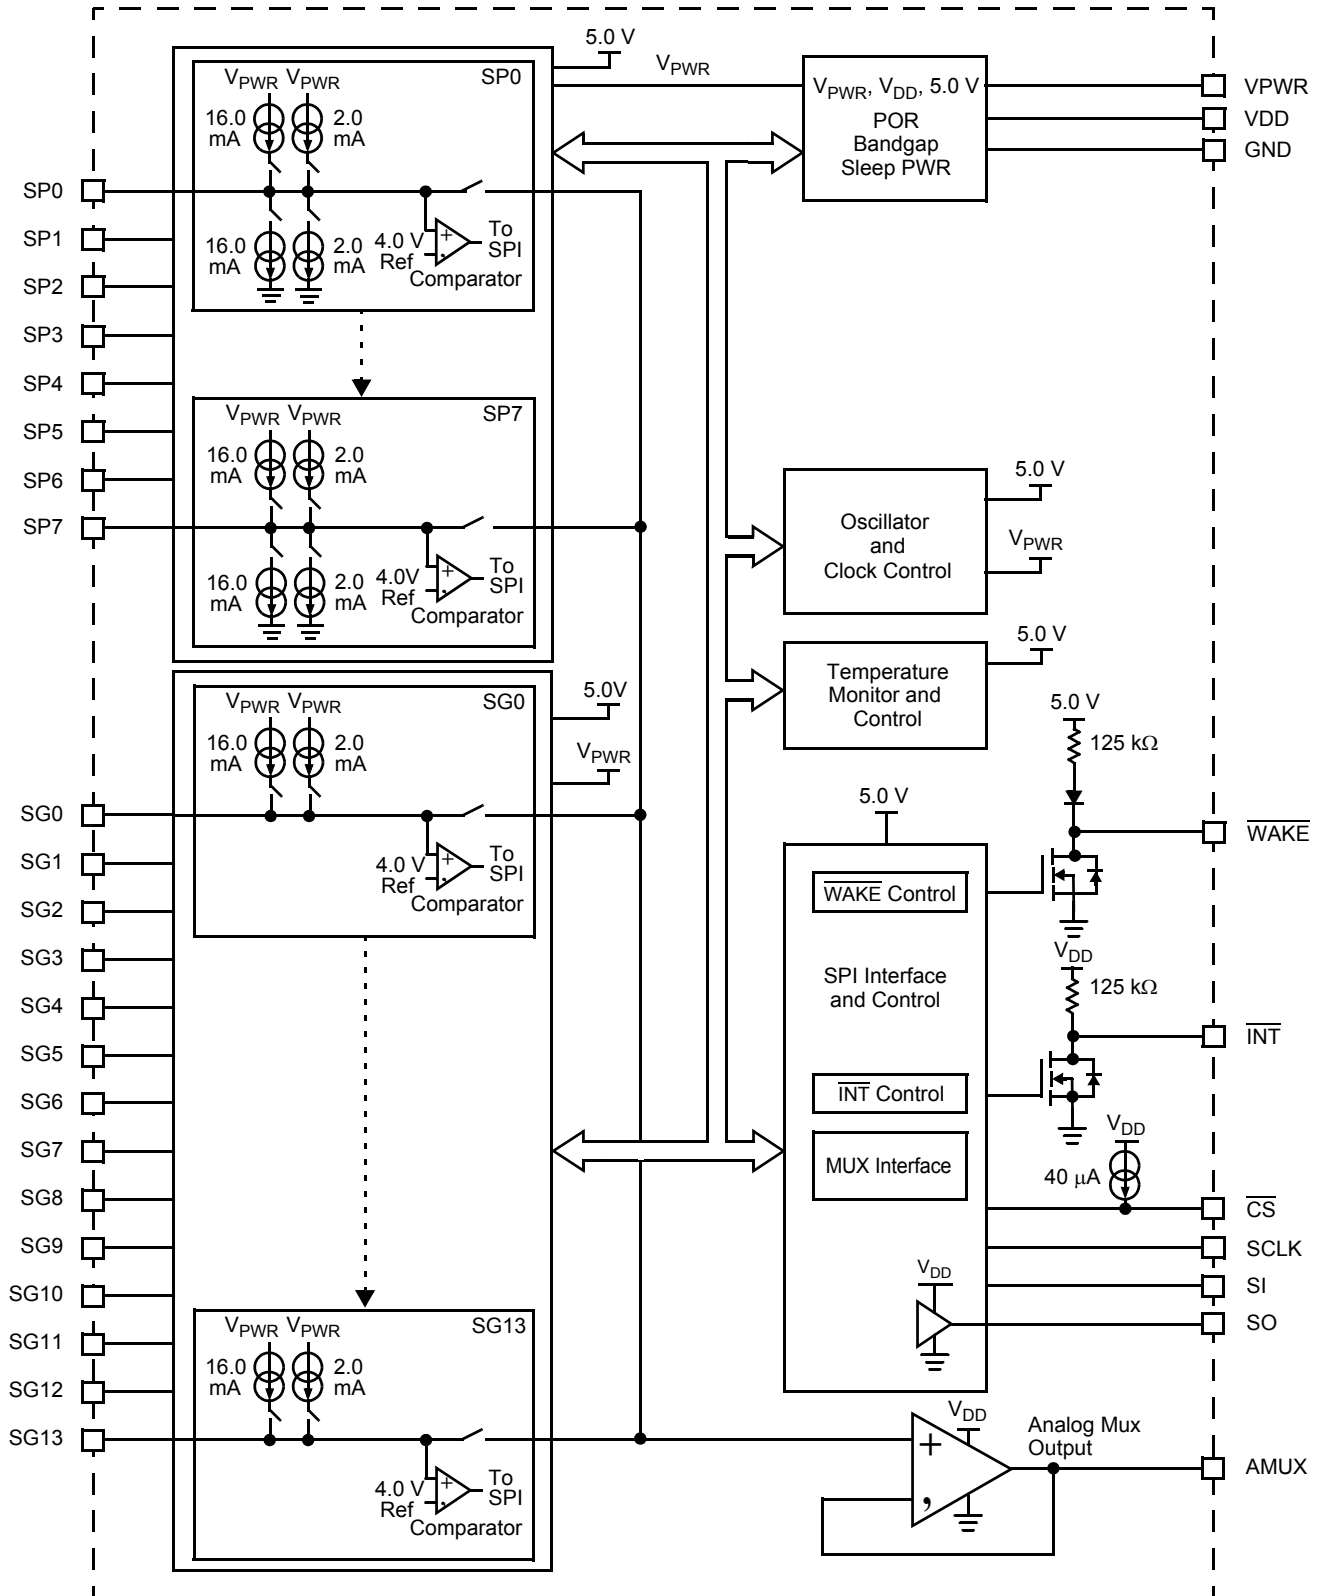 5.0 V
VPWR
VPWR VPWR
SP0
16.0
mA
2.0
mA
16.0
mA
2.0
mA
4.0 V
Ref
+
-
To
SPI
Comparator
VPWR VPWR
SP7
16.0
mA
2.0
mA
16.0
mA
2.0
mA
4.0V
Ref
+
-
To
SPI
Comparator
SP0
SP1
SP2
SP3
SP4
SP5
SP6
SP7
VPWR, VDD, 5.0 V
POR
Bandgap
Sleep PWR
VPWR
VDD
GND
5.0 V
VPWR
Oscillator
and
Clock Control
5.0 V
Temperature
Monitor and
Control
5.0V
VPWR
VPWR VPWR
SG0
16.0
mA
2.0
mA
4.0 V
Ref
+
-
To
SPI
Comparator
SG0
SG1
SG2
SG3
SG4
SG5
SG6
SG7
SG8
SG9
SG10
SG11
SG12
SG13
VPWR VPWR
SG13
16.0
mA
2.0
mA
4.0 V
Ref
+
-
To
SPI
Comparator
5.0 V
WAKE Control
SPI Interface
and Control
INT Control
MUX Interface
VDD
5.0 V
125 kΩ
WAKE
VDD
125 kΩ
INT
VDD
40 μA
CS
SCLK
SI
SO
VDD
+
,
Analog Mux
Output
AMUX